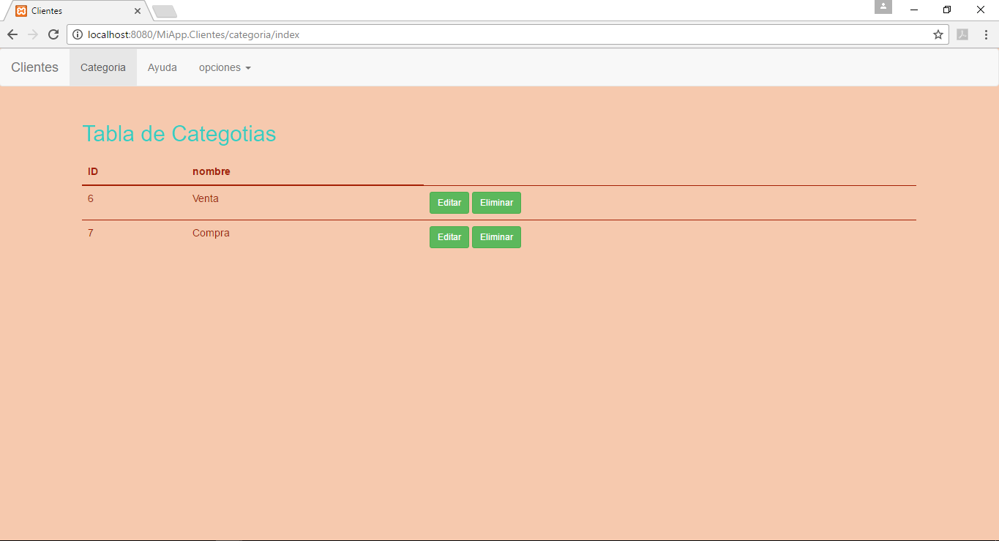 Clientes
localhost:8080/MiApp.Clientes/categoria/index
Clientes Categoria Ayuda opciones
Tabla de Categotias
ID nombre
6 Venta Editar Eliminar
7 Compra Editar Eliminar